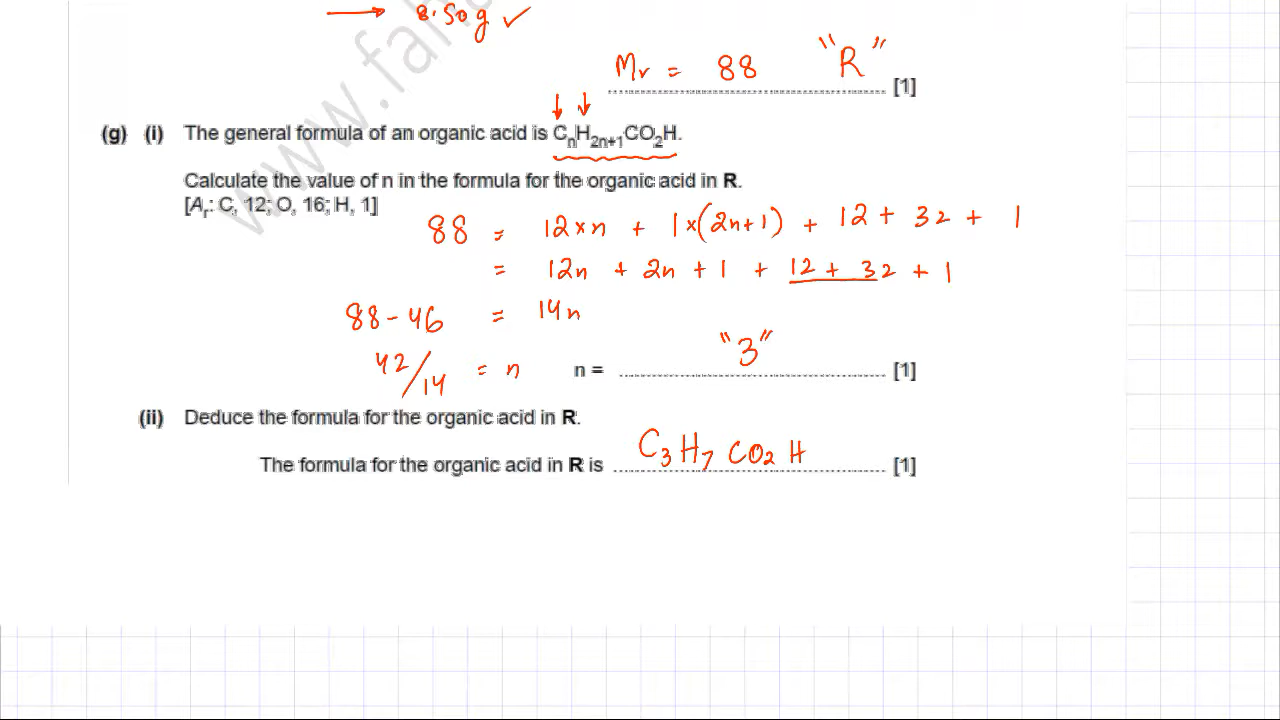 → 8.50 g ✓
Mr = 88 "R"
[1]
(g) (i) The general formula of an organic acid is CₙH₂ₙ₊₁CO₂H.
Calculate the value of n in the formula for the organic acid in R.
[Aᵣ: C, 12; O, 16; H, 1]
88 = 12×n + 1×(2n+1) + 12 + 32 + 1
= 12n + 2n + 1 + 12 + 32 + 1
88 - 46 = 14n
42/14 = n n = "3" [1]
(ii) Deduce the formula for the organic acid in R.
The formula for the organic acid in R is C₃H₇CO₂H [1]
www.fah